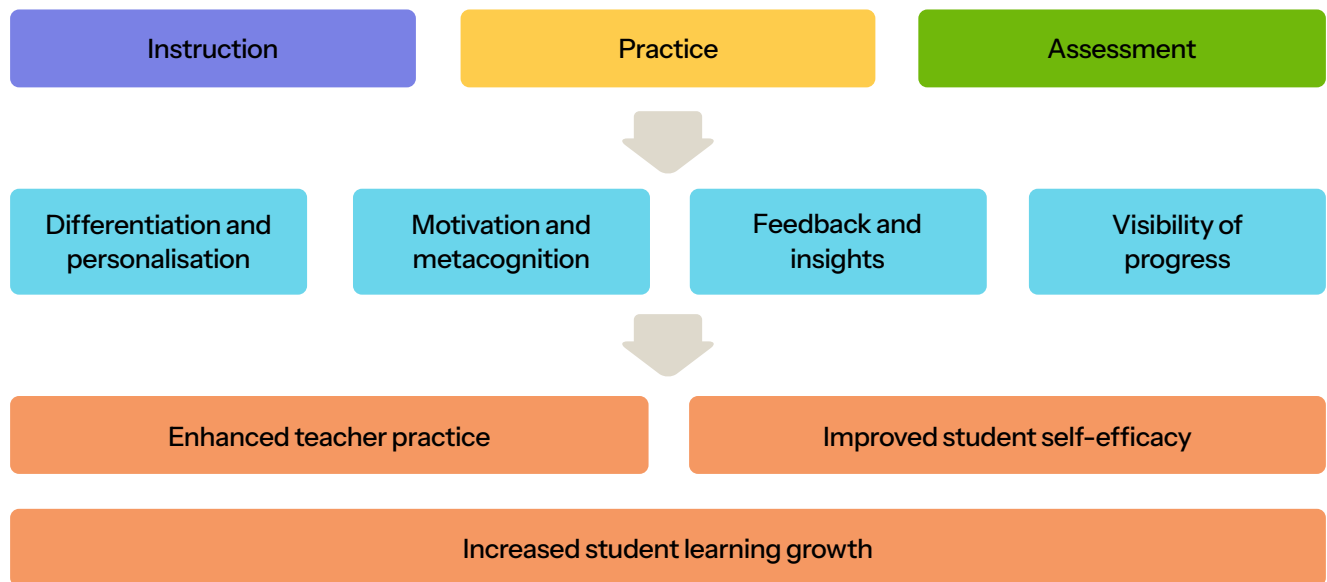 Instruction
Practice
Assessment
Differentiation and
personalisation
Motivation and
metacognition
Feedback and
insights
Visibility of
progress
Enhanced teacher practice
Improved student self-efficacy
Increased student learning growth